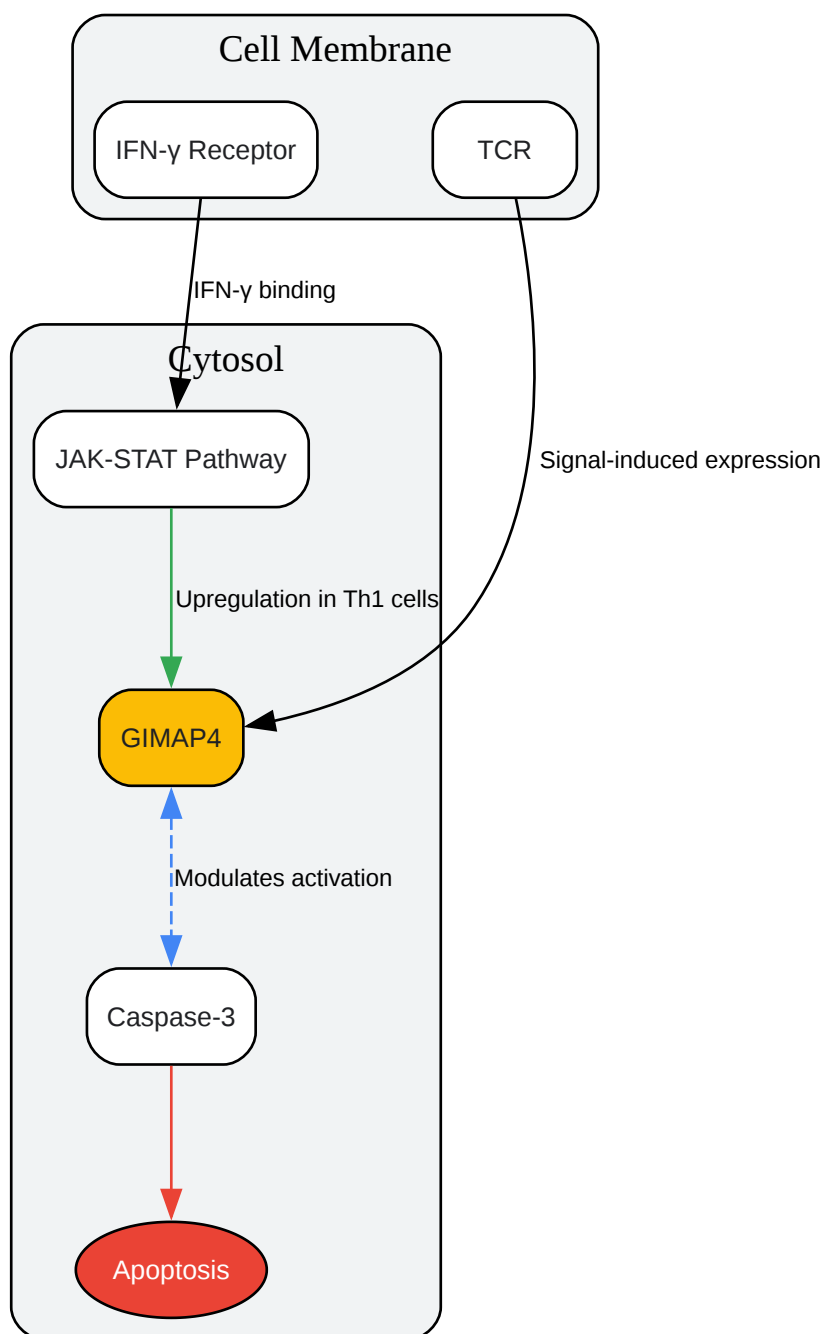 Cell Membrane
IFN-γ Receptor
TCR
IFN-γ binding
Cytosol
JAK-STAT Pathway
Signal-induced expression
Upregulation in Th1 cells
GIMAP4
Modulates activation
Caspase-3
Apoptosis